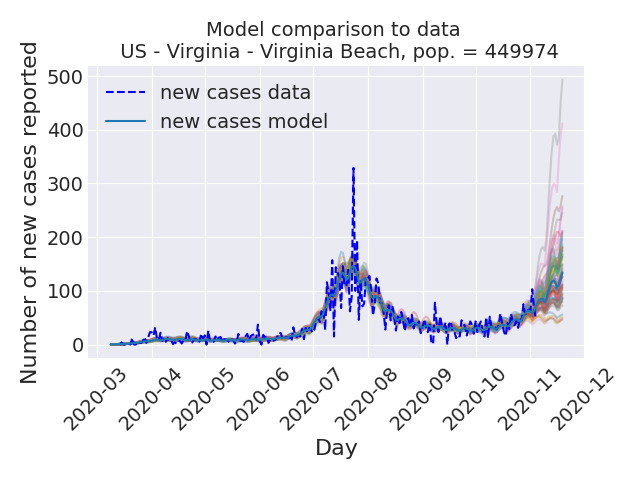 Model comparison to data
US - Virginia - Virginia Beach, pop. = 449974
Number of new cases reported
500
400
300
200
100
0
new cases data
new cases model
2020-03
2020-04
2020-05
2020-06
2020-07
2020-08
2020-09
2020-10
2020-11
2020-12
Day